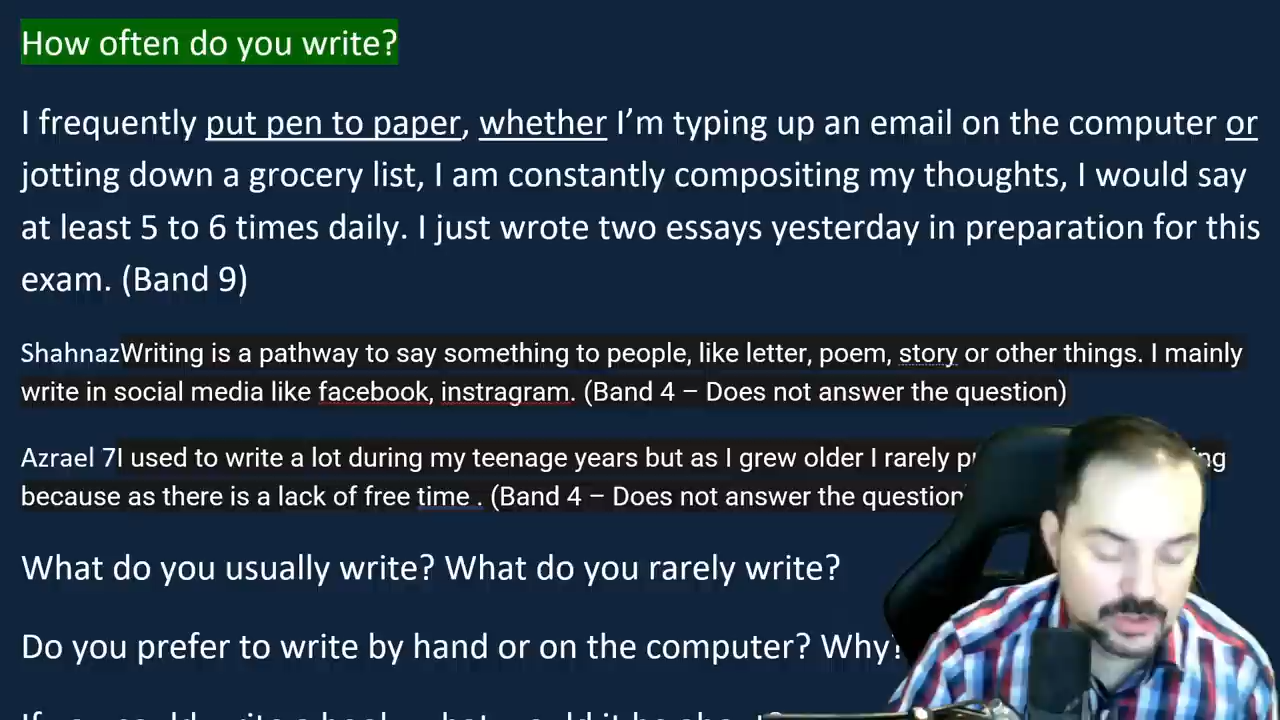 How often do you write?
I frequently put pen to paper, whether I’m typing up an email on the computer or
jotting down a grocery list, I am constantly compositing my thoughts, I would say
at least 5 to 6 times daily. I just wrote two essays yesterday in preparation for this
exam. (Band 9)
ShahnazWriting is a pathway to say something to people, like letter, poem, story or other things. I mainly
write in social media like facebook, instragram. (Band 4 – Does not answer the question)
Azrael 7I used to write a lot during my teenage years but as I grew older I rarely
because as there is a lack of free time . (Band 4 – Does not answer the question
What do you usually write? What do you rarely write?
Do you prefer to write by hand or on the computer? Why?